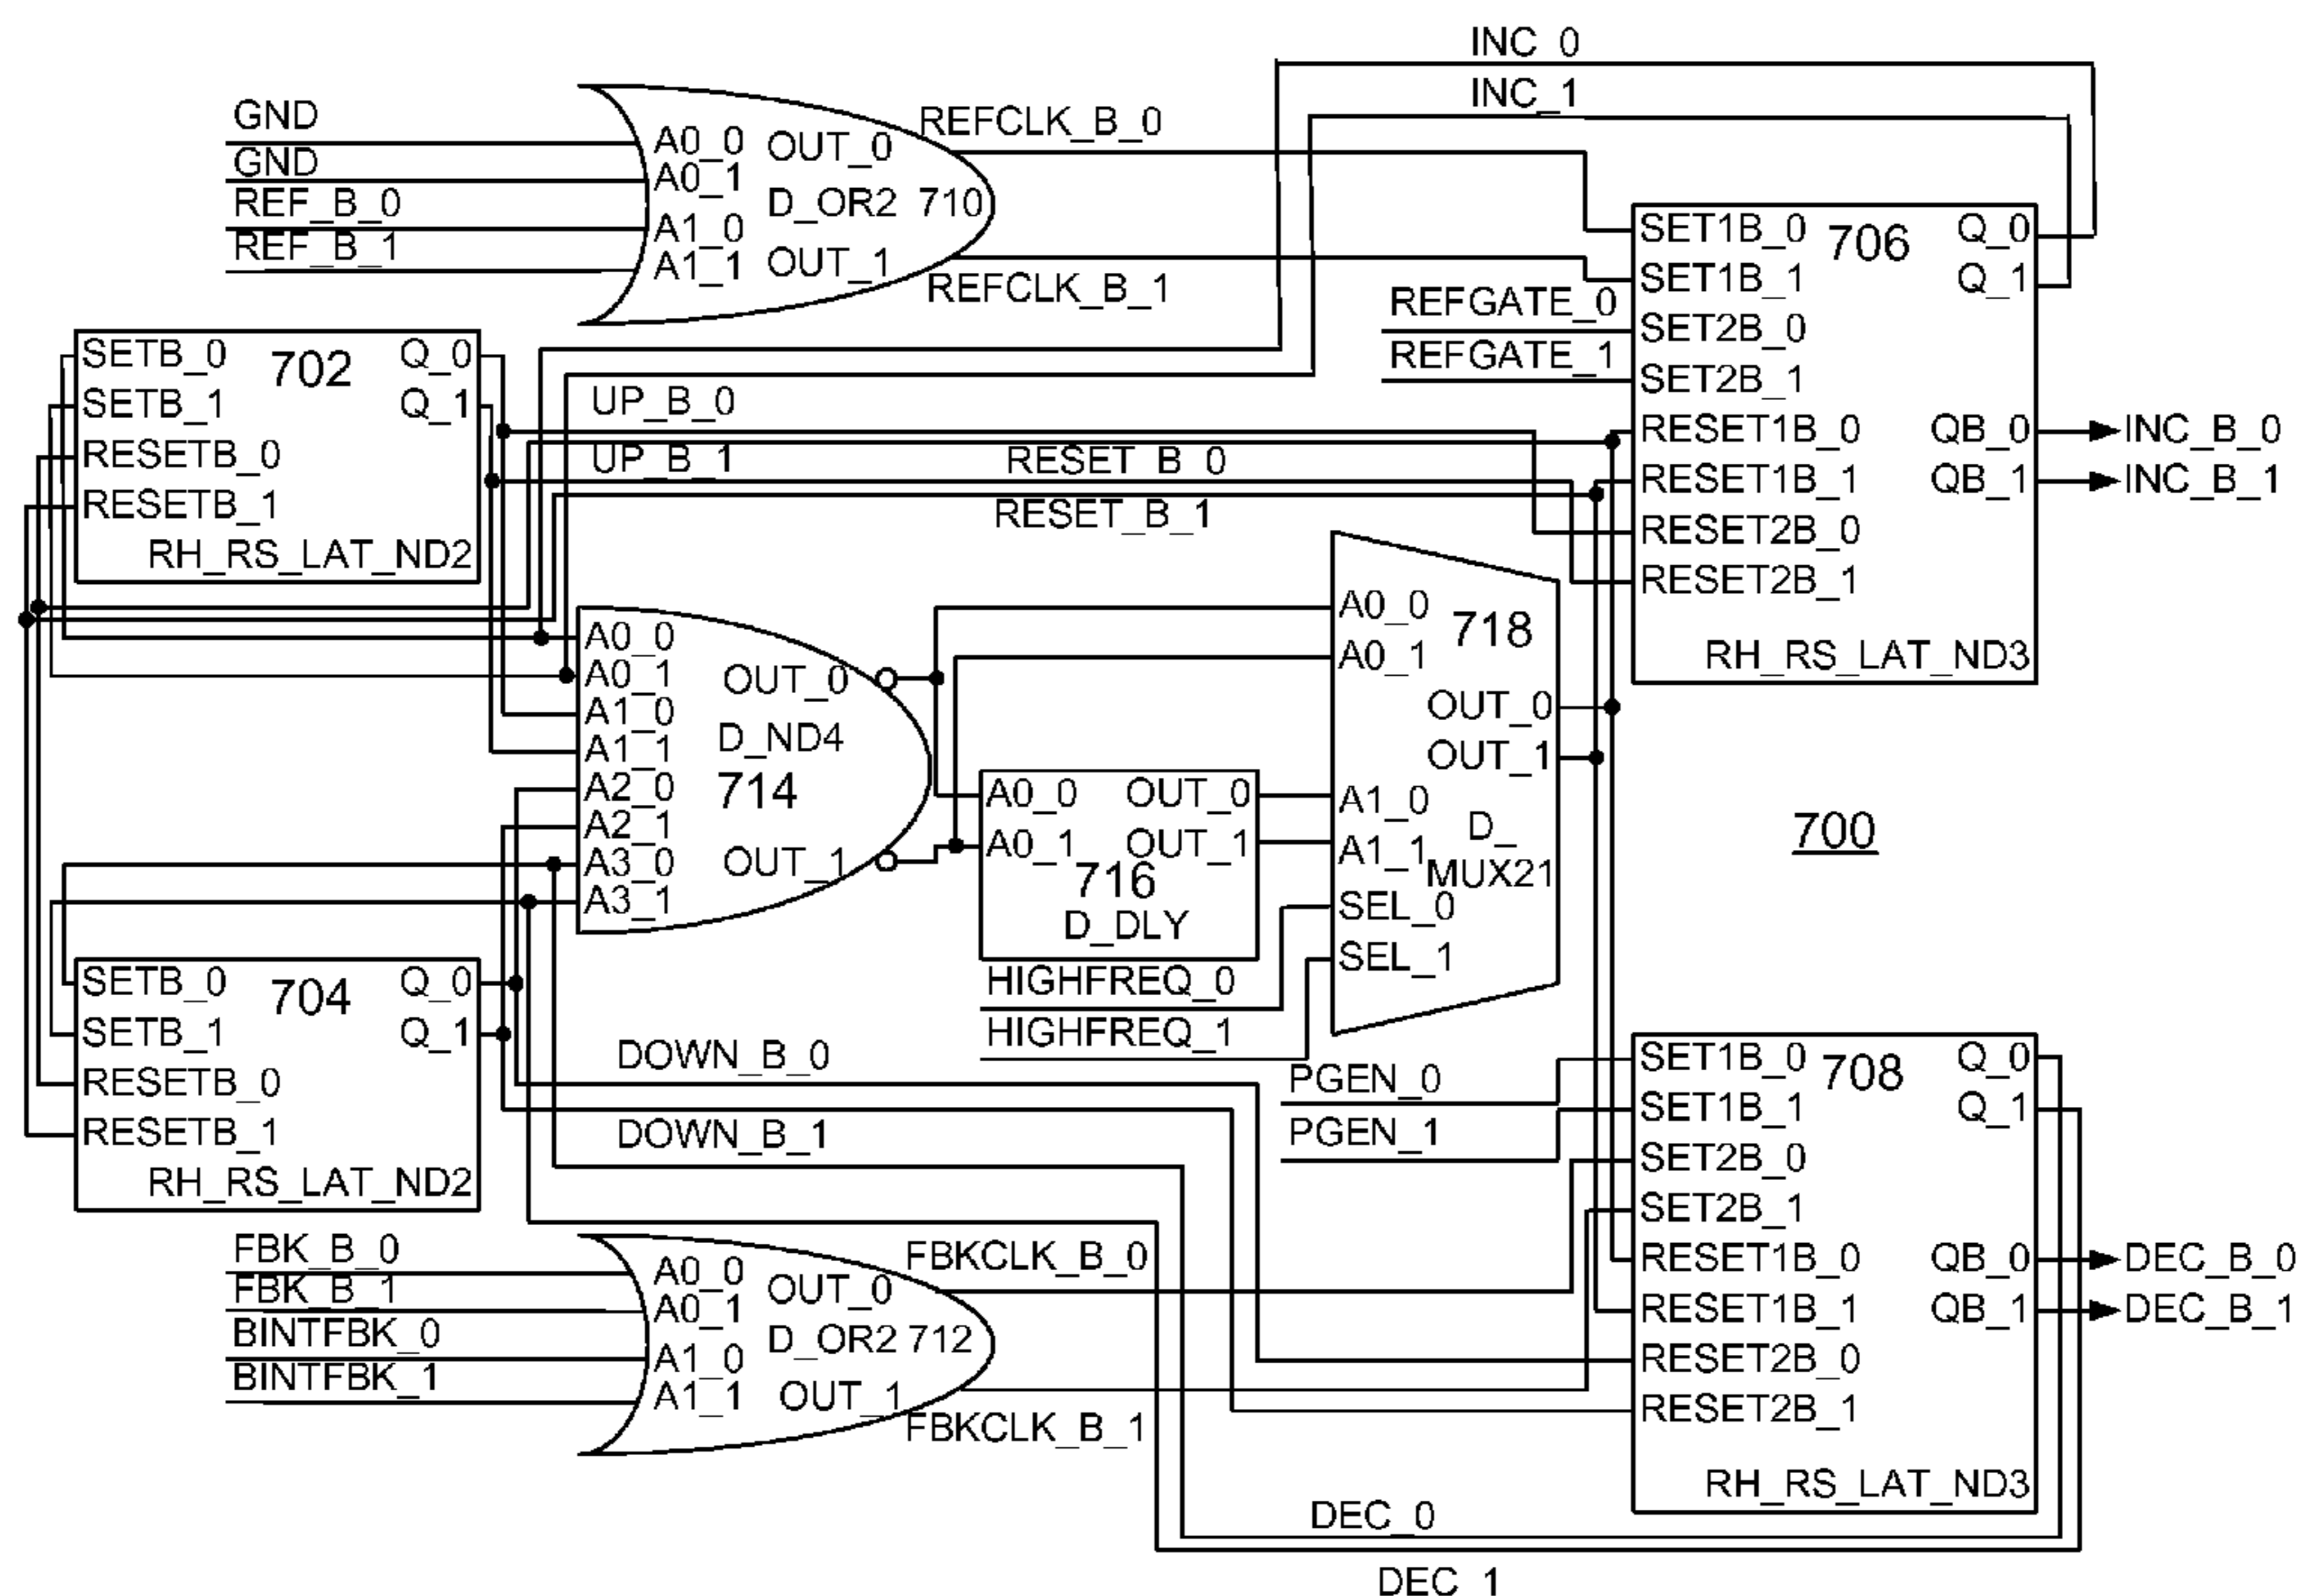 INC_0
INC_1
GND
GND
REF_B_0
REF_B_1
A0_0
A0_1
A1_0
A1_1
OUT_0
D_OR2 710
OUT_1
REFCLK_B_0
REFCLK_B_1
REFGATE_0
REFGATE_1
SET1B_0
SET1B_1
SET2B_0
SET2B_1
RESET1B_0
RESET1B_1
RESET2B_0
RESET2B_1
706
Q_0
Q_1
QB_0
QB_1
RH_RS_LAT_ND3
INC_B_0
INC_B_1
SETB_0
SETB_1
RESETB_0
RESETB_1
702
Q_0
Q_1
RH_RS_LAT_ND2
UP_B_0
UP_B_1
RESET_B_0
RESET_B_1
A0_0
A0_1
A1_0
A1_1
A2_0
A2_1
A3_0
A3_1
OUT_0
D_ND4
714
OUT_1
A0_0
A0_1
OUT_0
OUT_1
716
D_DLY
A0_0
A0_1
718
OUT_0
OUT_1
A1_0
A1_1
D_
MUX21
SEL_0
SEL_1
HIGHFREQ_0
HIGHFREQ_1
700
SETB_0
SETB_1
RESETB_0
RESETB_1
704
Q_0
Q_1
RH_RS_LAT_ND2
DOWN_B_0
DOWN_B_1
PGEN_0
PGEN_1
SET1B_0
SET1B_1
SET2B_0
SET2B_1
RESET1B_0
RESET1B_1
RESET2B_0
RESET2B_1
708
Q_0
Q_1
QB_0
QB_1
RH_RS_LAT_ND3
DEC_B_0
DEC_B_1
FBK_B_0
FBK_B_1
BINTFBK_0
BINTFBK_1
A0_0
A0_1
A1_0
A1_1
OUT_0
D_OR2 712
OUT_1
FBKCLK_B_0
FBKCLK_B_1
DEC_0
DEC_1